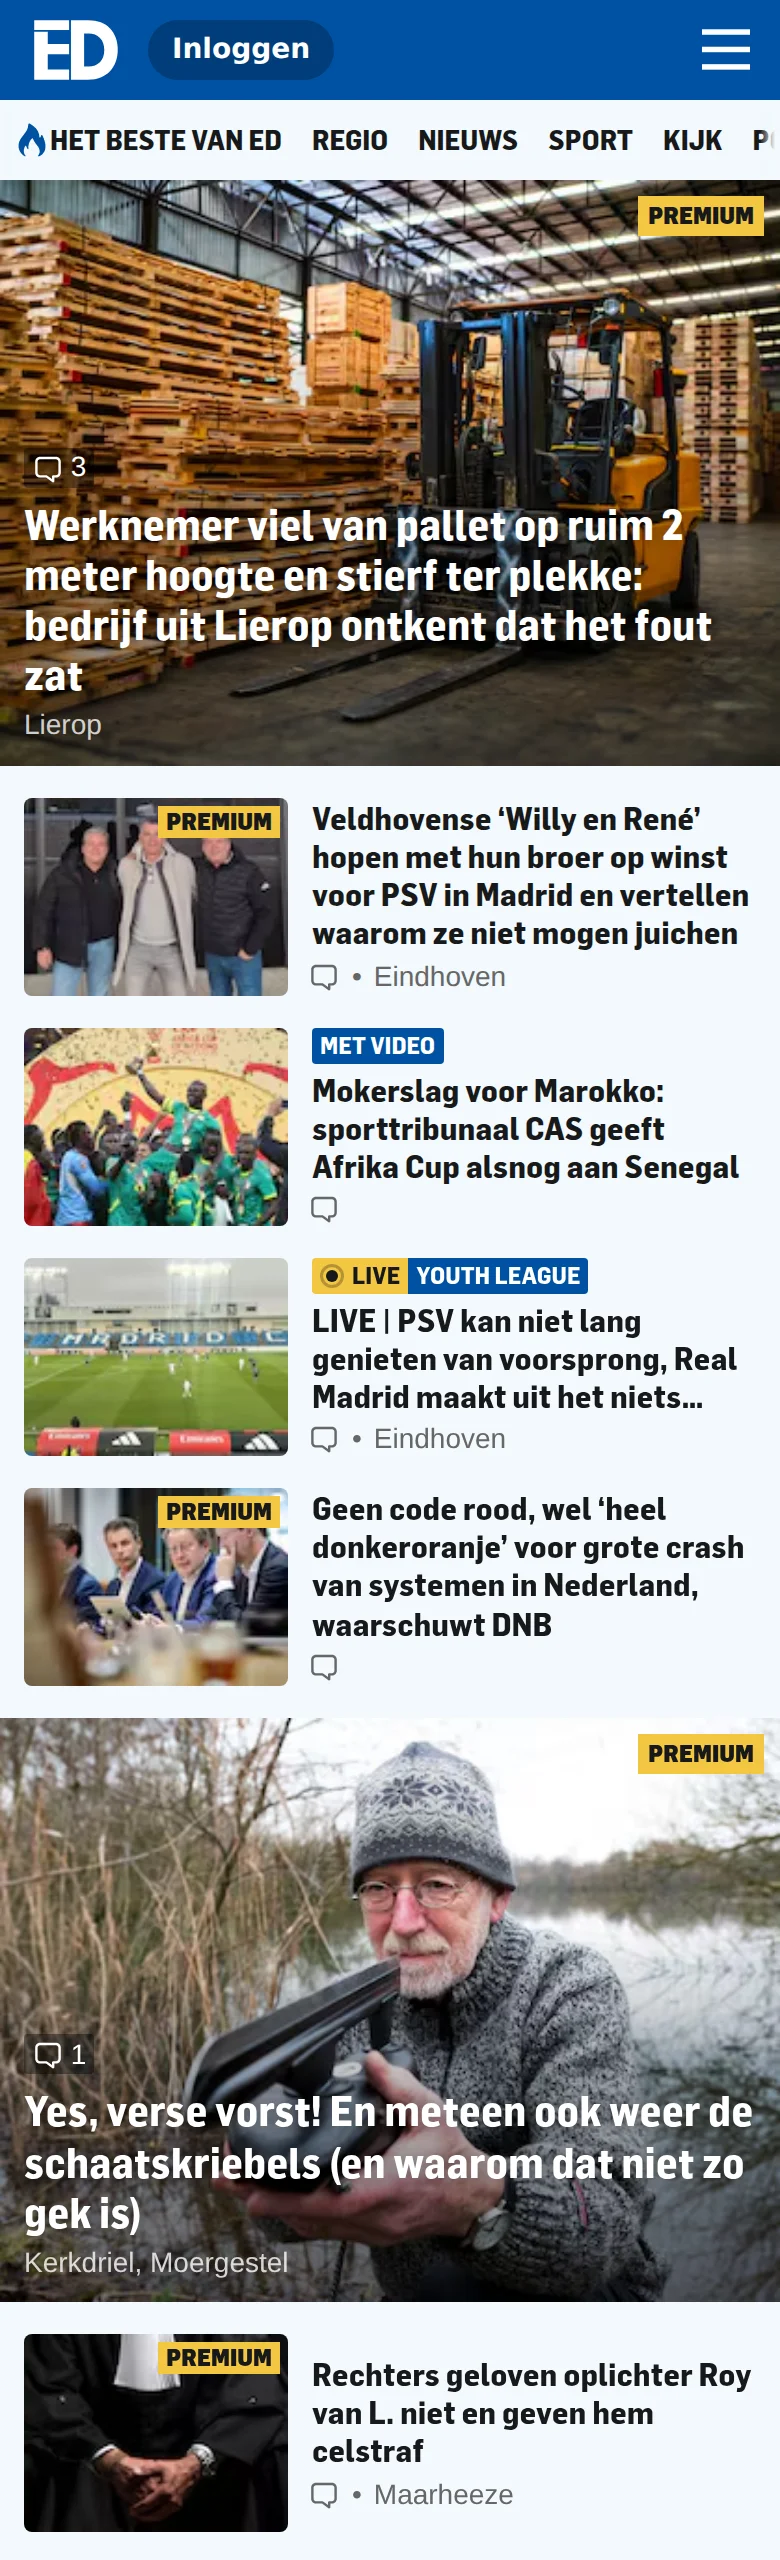 ED
Inloggen
HET BESTE VAN ED REGIO NIEUWS SPORT KIJK
PREMIUM
3
Werknemer viel van pallet op ruim 2
meter hoogte en stierf ter plekke:
bedrijf uit Lierop ontkent dat het fout
zat
Lierop
PREMIUM
Veldhovense ‘Willy en René’
hopen met hun broer op winst
voor PSV in Madrid en vertellen
waarom ze niet mogen juichen
• Eindhoven
MET VIDEO
Mokerslag voor Marokko:
sporttribunaal CAS geeft
Afrika Cup alsnog aan Senegal
LIVE YOUTH LEAGUE
LIVE | PSV kan niet lang
genieten van voorsprong, Real
Madrid maakt uit het niets...
• Eindhoven
PREMIUM
Geen code rood, wel ‘heel
donkeroranje’ voor grote crash
van systemen in Nederland,
waarschuwt DNB
PREMIUM
1
Yes, verse vorst! En meteen ook weer de
schaatskriebels (en waarom dat niet zo
gek is)
Kerkdriel, Moergestel
PREMIUM
Rechters geloven oplichter Roy
van L. niet en geven hem
celstraf
• Maarheeze